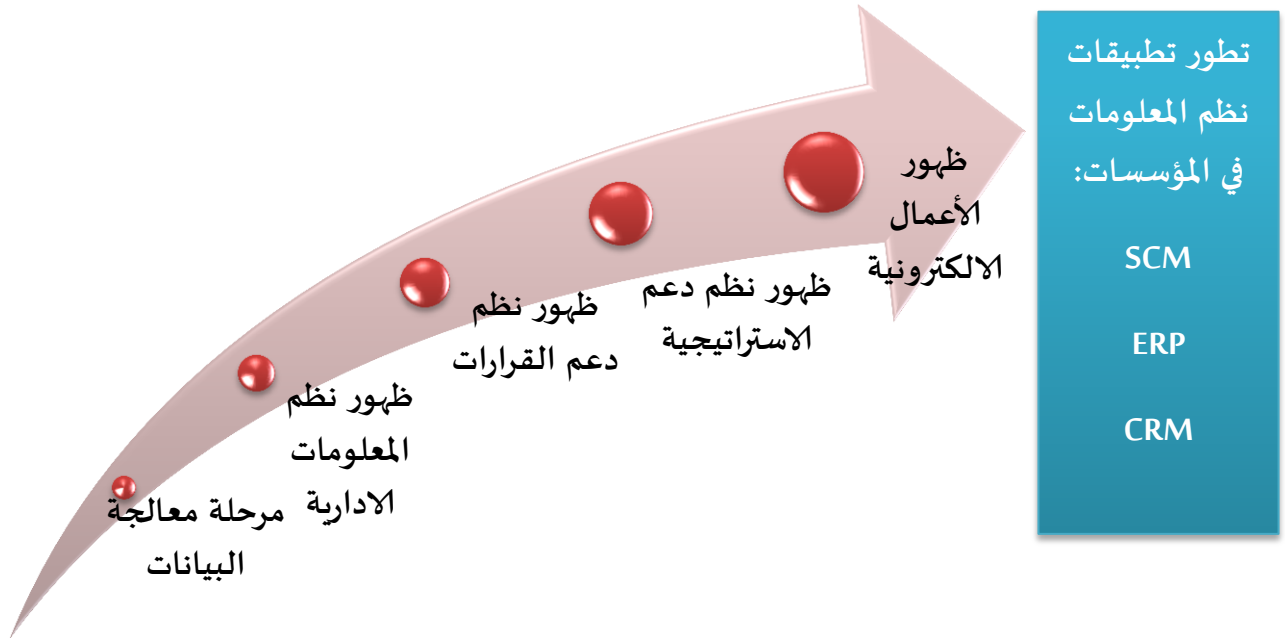 تطور تطبيقات
نظم المعلومات
في المؤسسات:
SCM
ERP
CRM
ظهور
الأعمال
الالكترونية
ظهور نظم دعم
الاستراتيجية
ظهور نظم
دعم القرارات
ظهور نظم
المعلومات
الادارية
مرحلة معالجة
البيانات